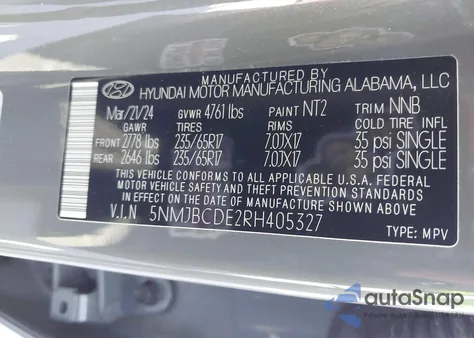 MANUFACTURED BY
HYUNDAI MOTOR MANUFACTURING ALABAMA, LLC
Mar/21/24 GVWR 4761 lbs PAINT NT2 TRIM NNB
GAWR TIRES RIMS COLD TIRE INFL
FRONT 2778 lbs 235/65R17 7.0JX17 35 psi SINGLE
REAR 2646 lbs 235/65R17 7.0JX17 35 psi SINGLE
THIS VEHICLE CONFORMS TO ALL APPLICABLE U.S.A. FEDERAL
MOTOR VEHICLE SAFETY AND THEFT PREVENTION STANDARDS
IN EFFECT ON THE DATE OF MANUFACTURE SHOWN ABOVE.
V.I.N 5NMJBCDE2RH405327
TYPE: MPV
autoSnap